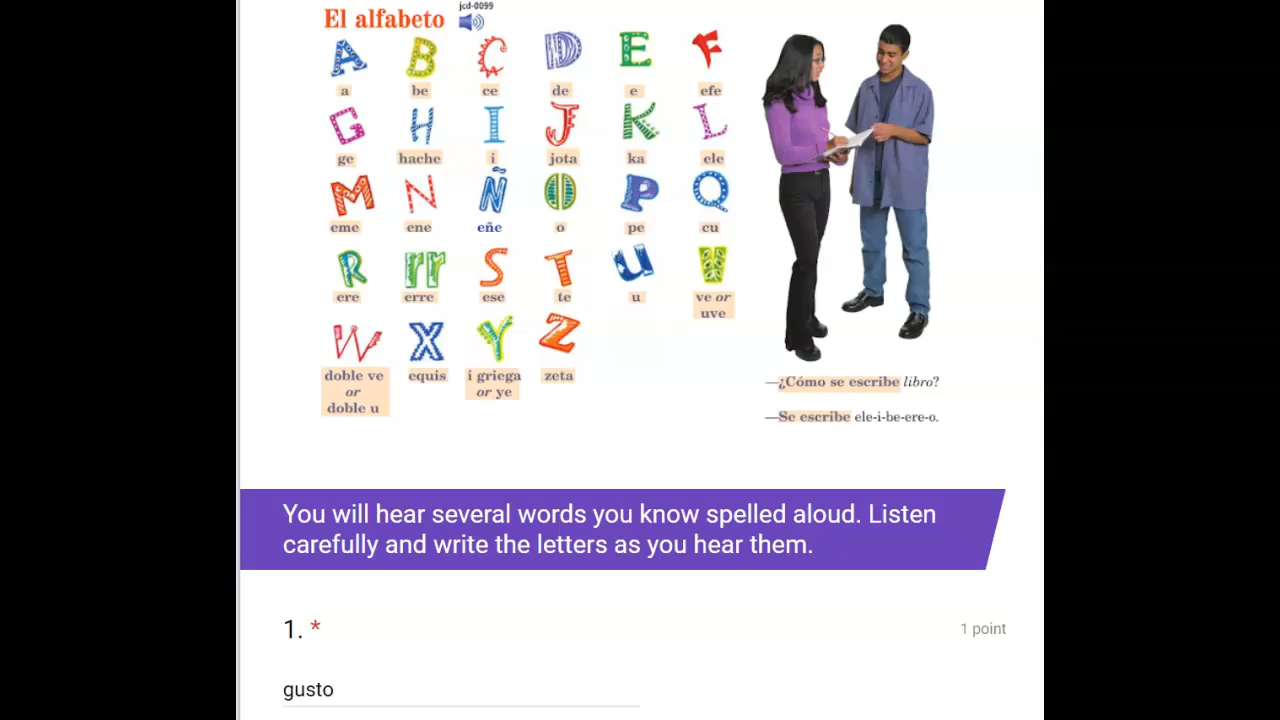 El alfabeto
jcd-0099
A B C D E F
a be ce de e efe
G H I J K L
ge hache i jota ka ele
M N Ñ O P Q
eme ene eñe o pe cu
R rr S T U V
ere erre ese te u ve or
uve
W X Y Z
doble ve equis i griega zeta
or or ye
doble u
—¿Cómo se escribe libro?
—Se escribe ele-i-be-ere-o.
You will hear several words you know spelled aloud. Listen
carefully and write the letters as you hear them.
1. *
1 point
gusto